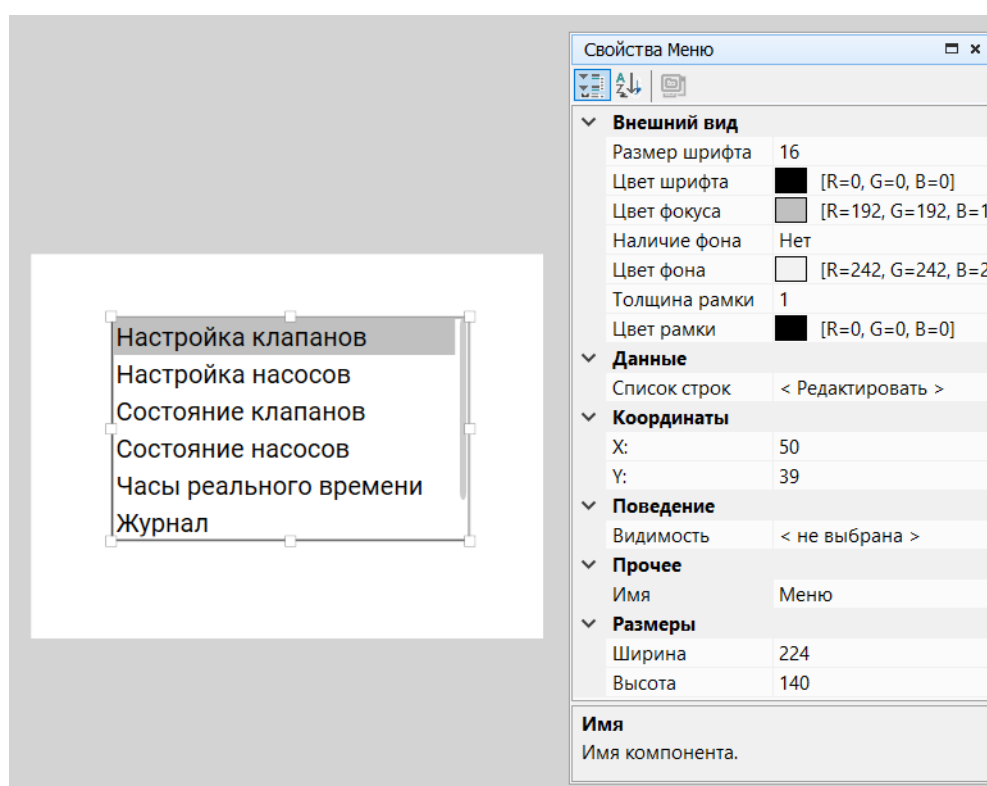 Настройка клапанов
Настройка насосов
Состояние клапанов
Состояние насосов
Часы реального времени
Журнал
Свойства Меню
Внешний вид
Размер шрифта 16
Цвет шрифта [R=0, G=0, B=0]
Цвет фокуса [R=192, G=192, B=1
Наличие фона Нет
Цвет фона [R=242, G=242, B=2
Толщина рамки 1
Цвет рамки [R=0, G=0, B=0]
Данные
Список строк < Редактировать >
Координаты
X: 50
Y: 39
Поведение
Видимость < не выбрана >
Прочее
Имя Меню
Размеры
Ширина 224
Высота 140
Имя
Имя компонента.